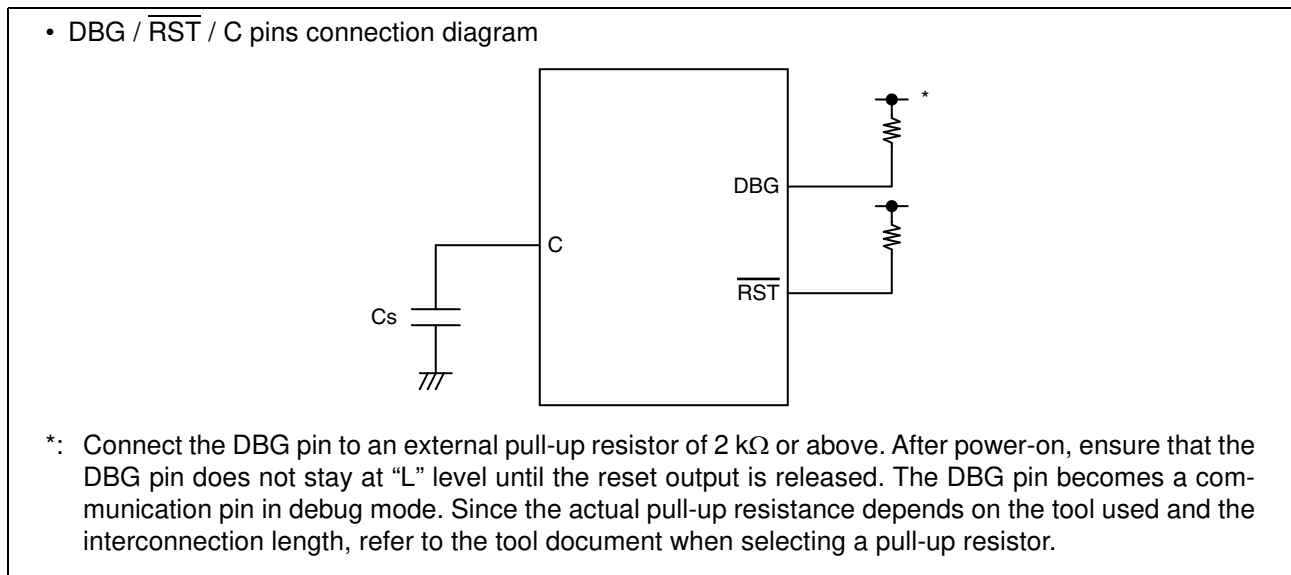 • DBG / R̅S̅T̅ / C pins connection diagram
*
DBG
C
R̅S̅T̅
Cs
*: Connect the DBG pin to an external pull-up resistor of 2 kΩ or above. After power-on, ensure that the
DBG pin does not stay at “L” level until the reset output is released. The DBG pin becomes a com-
munication pin in debug mode. Since the actual pull-up resistance depends on the tool used and the
interconnection length, refer to the tool document when selecting a pull-up resistor.